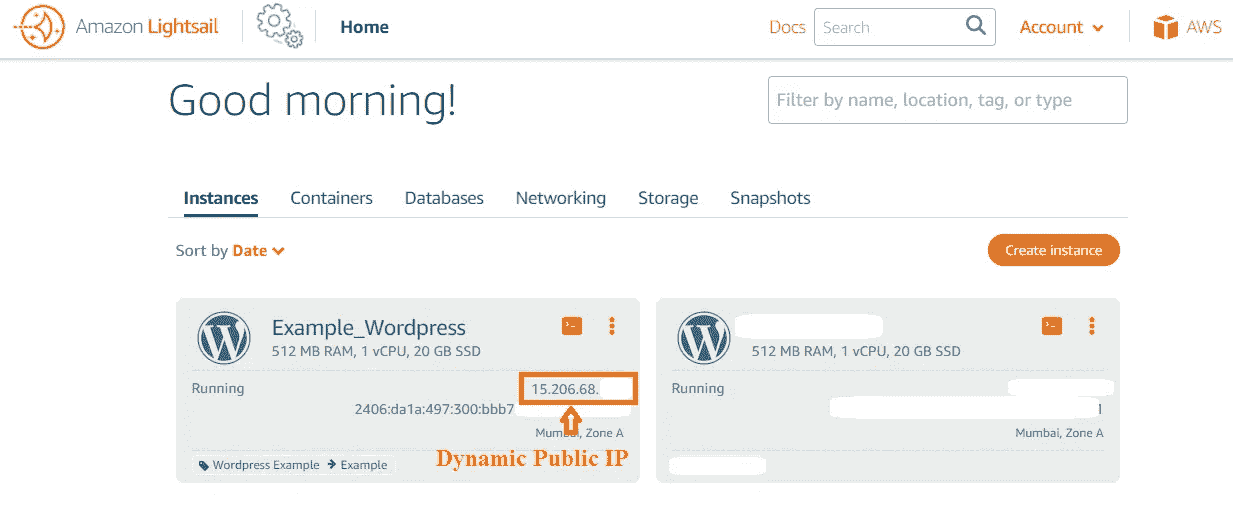 Amazon Lightsail
Home
Docs
Search
Account
AWS
Good morning!
Filter by name, location, tag, or type
Instances
Containers
Databases
Networking
Storage
Snapshots
Sort by Date
Create instance
Example_Wordpress
512 MB RAM, 1 vCPU, 20 GB SSD
Running
15.206.68.
2406:da1a:497:300:bbb7
Mumbai, Zone A
Dynamic Public IP
Wordpress Example → Example
512 MB RAM, 1 vCPU, 20 GB SSD
Running
1
Mumbai, Zone A